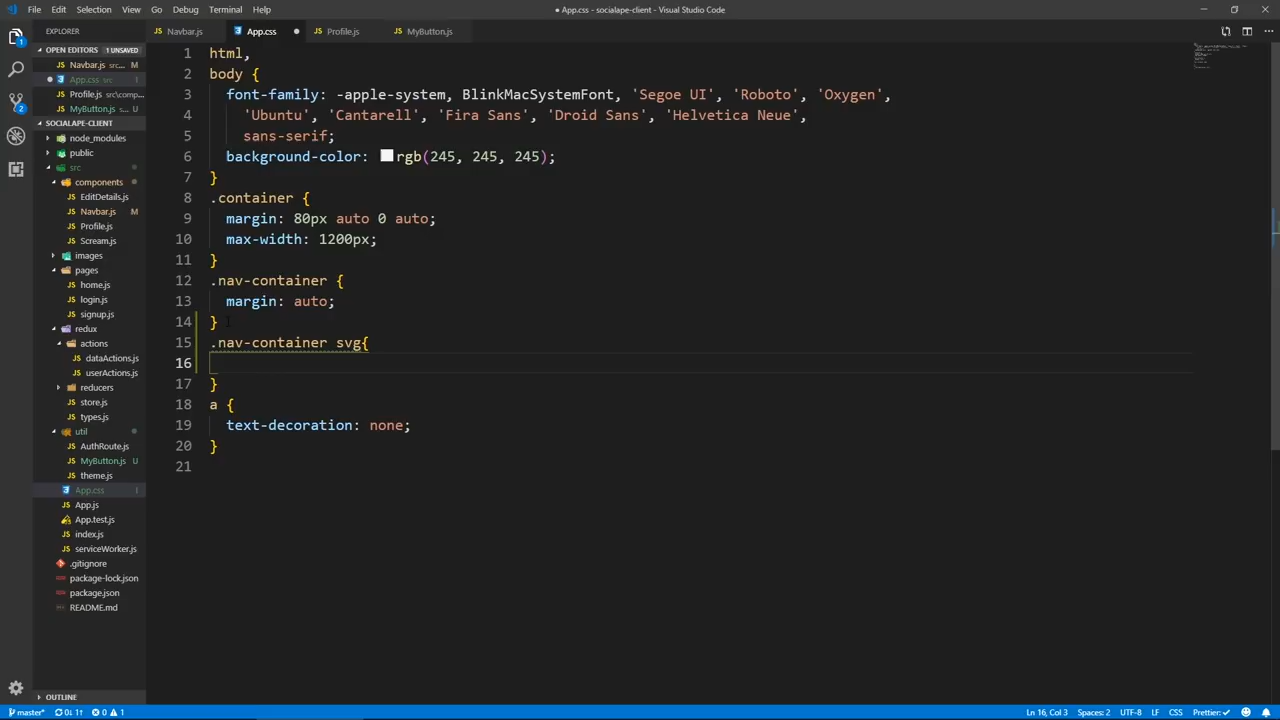 File Edit Selection View Go Debug Terminal Help
● App.css - socialape-client - Visual Studio Code
EXPLORER
OPEN EDITORS 1 UNSAVED
Navbar.js src... M
App.css src
Profile.js src\comp...
MyButton.js s... U
SOCIALAPE-CLIENT
node_modules
public
src
components
EditDetails.js
Navbar.js M
Profile.js
Scream.js
images
pages
home.js
login.js
signup.js
redux
actions
dataActions.js
userActions.js
reducers
store.js
types.js
util
AuthRoute.js
MyButton.js U
theme.js
App.css
App.js
App.test.js
index.js
serviceWorker.js
.gitignore
package-lock.json
package.json
README.md
OUTLINE
Navbar.js App.css ● Profile.js MyButton.js
1 html,
2 body {
3 font-family: -apple-system, BlinkMacSystemFont, 'Segoe UI', 'Roboto', 'Oxygen',
4 'Ubuntu', 'Cantarell', 'Fira Sans', 'Droid Sans', 'Helvetica Neue',
5 sans-serif;
6 background-color: rgb(245, 245, 245);
7 }
8 .container {
9 margin: 80px auto 0 auto;
10 max-width: 1200px;
11 }
12 .nav-container {
13 margin: auto;
14 }
15 .nav-container svg{
16
17 }
18 a {
19 text-decoration: none;
20 }
21
master* 0↓ 1↑ 0 1 Ln 16, Col 3 Spaces: 2 UTF-8 LF CSS Prettier: ✓